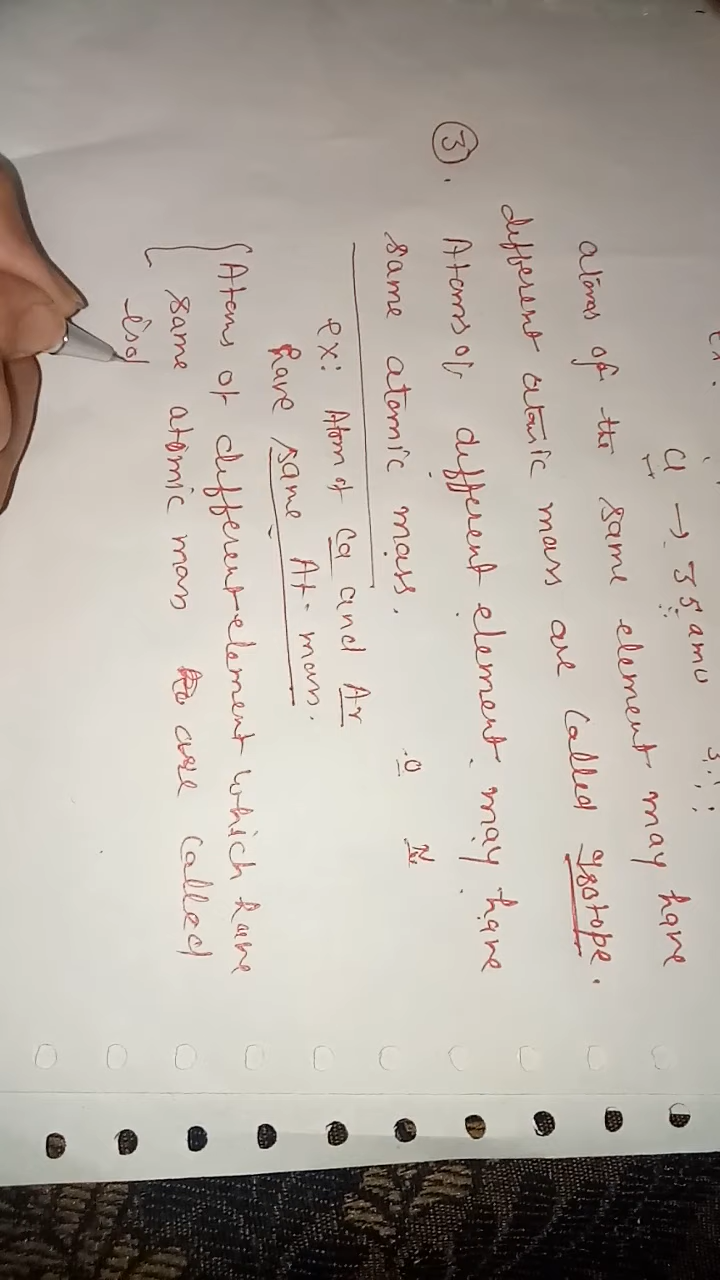 Cl → 35 amu
atoms of the same element may have
different atomic mass are called Isotope.
③. Atoms of different element may have
same atomic mass.
O N
ex: Atom of Ca and Ar
have same At. mass.
{Atoms of different element which have
same atomic mass are called
isol